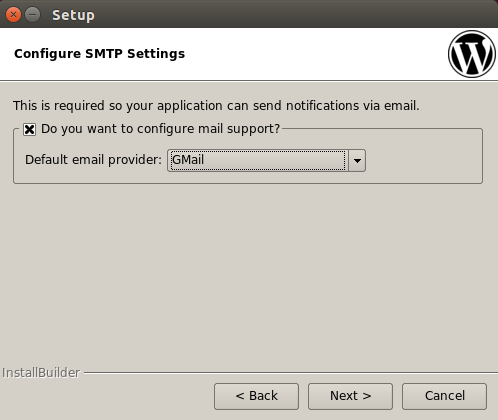 Setup
Configure SMTP Settings
This is required so your application can send notifications via email.
Do you want to configure mail support?
Default email provider: GMail
InstallBuilder
< Back Next > Cancel